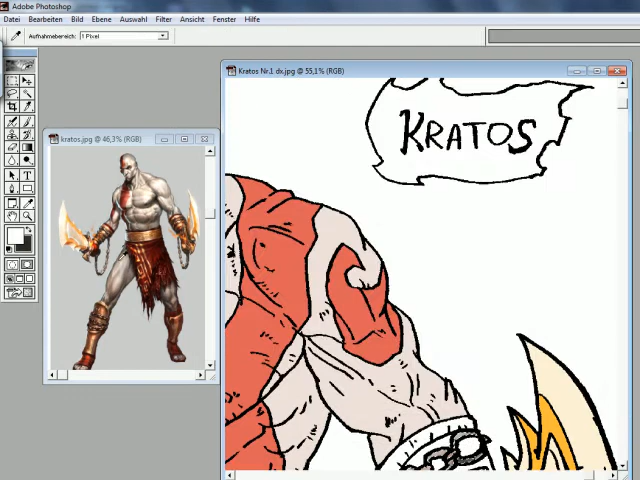 Adobe Photoshop
Datei Bearbeiten Bild Ebene Auswahl Filter Ansicht Fenster Hilfe
Aufnahmebereich: 1 Pixel
Kratos Nr.1 dx.jpg @ 55,1% (RGB)
KRATOS
kratos.jpg @ 46,3% (RGB)